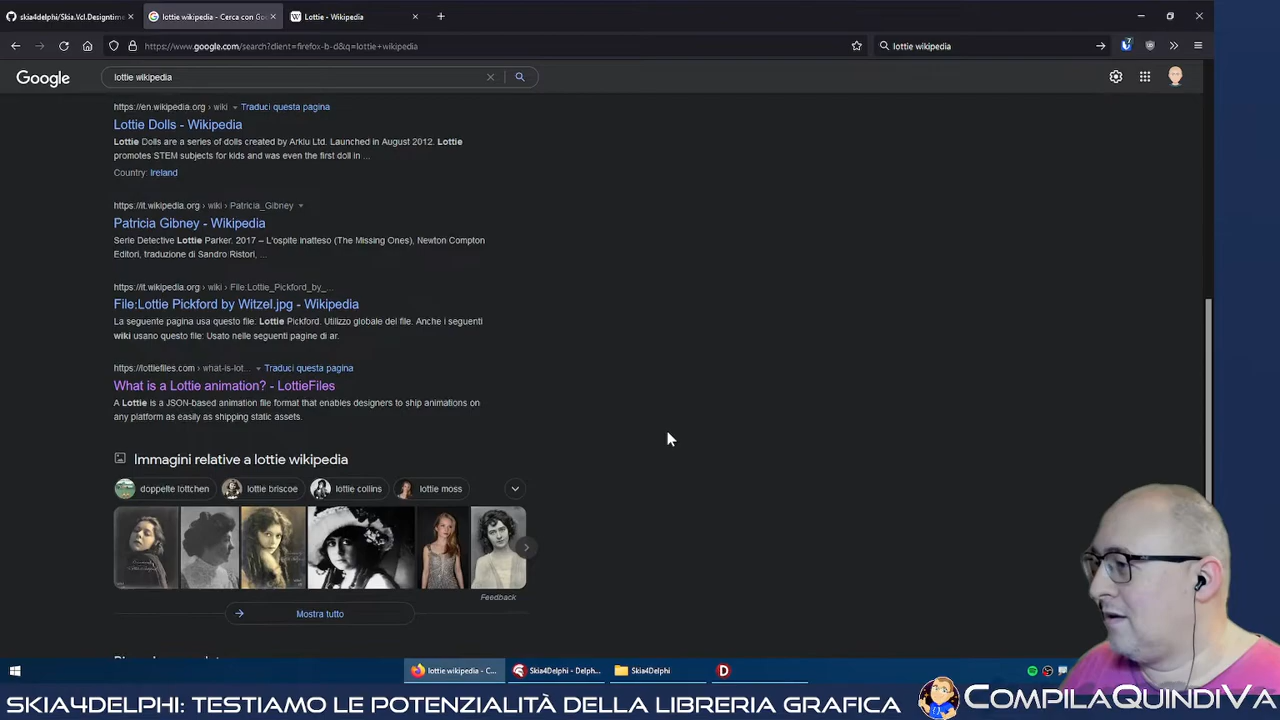 skia4delphi/Skia.Vcl.Designtime
lottie wikipedia - Cerca con Goo
Lottie - Wikipedia
https://www.google.com/search?client=firefox-b-d&q=lottie+wikipedia
lottie wikipedia
7
Google
lottie wikipedia
https://en.wikipedia.org › wiki
Traduci questa pagina
Lottie Dolls - Wikipedia
Lottie Dolls are a series of dolls created by Arklu Ltd. Launched in August 2012. Lottie
promotes STEM subjects for kids and was even the first doll in ...
Country: Ireland
https://it.wikipedia.org › wiki › Patricia_Gibney
Patricia Gibney - Wikipedia
Serie Detective Lottie Parker. 2017 – L'ospite inatteso (The Missing Ones), Newton Compton
Editori, traduzione di Sandro Ristori, ...
https://it.wikipedia.org › wiki › File:Lottie_Pickford_by_...
File:Lottie Pickford by Witzel.jpg - Wikipedia
La seguente pagina usa questo file: Lottie Pickford. Utilizzo globale del file. Anche i seguenti
wiki usano questo file: Usato nelle seguenti pagine di ar.
https://lottiefiles.com › what-is-lot...
Traduci questa pagina
What is a Lottie animation? - LottieFiles
A Lottie is a JSON-based animation file format that enables designers to ship animations on
any platform as easily as shipping static assets.
Immagini relative a lottie wikipedia
doppelte lottchen
lottie briscoe
lottie collins
lottie moss
Feedback
Mostra tutto
lottie wikipedia - C...
Skia4Delphi - Delph...
Skia4Delphi
D
SKIA4DELPHI: TESTIAMO LE POTENZIALITÀ DELLA LIBRERIA GRAFICA
COMPILAQUINDIVA